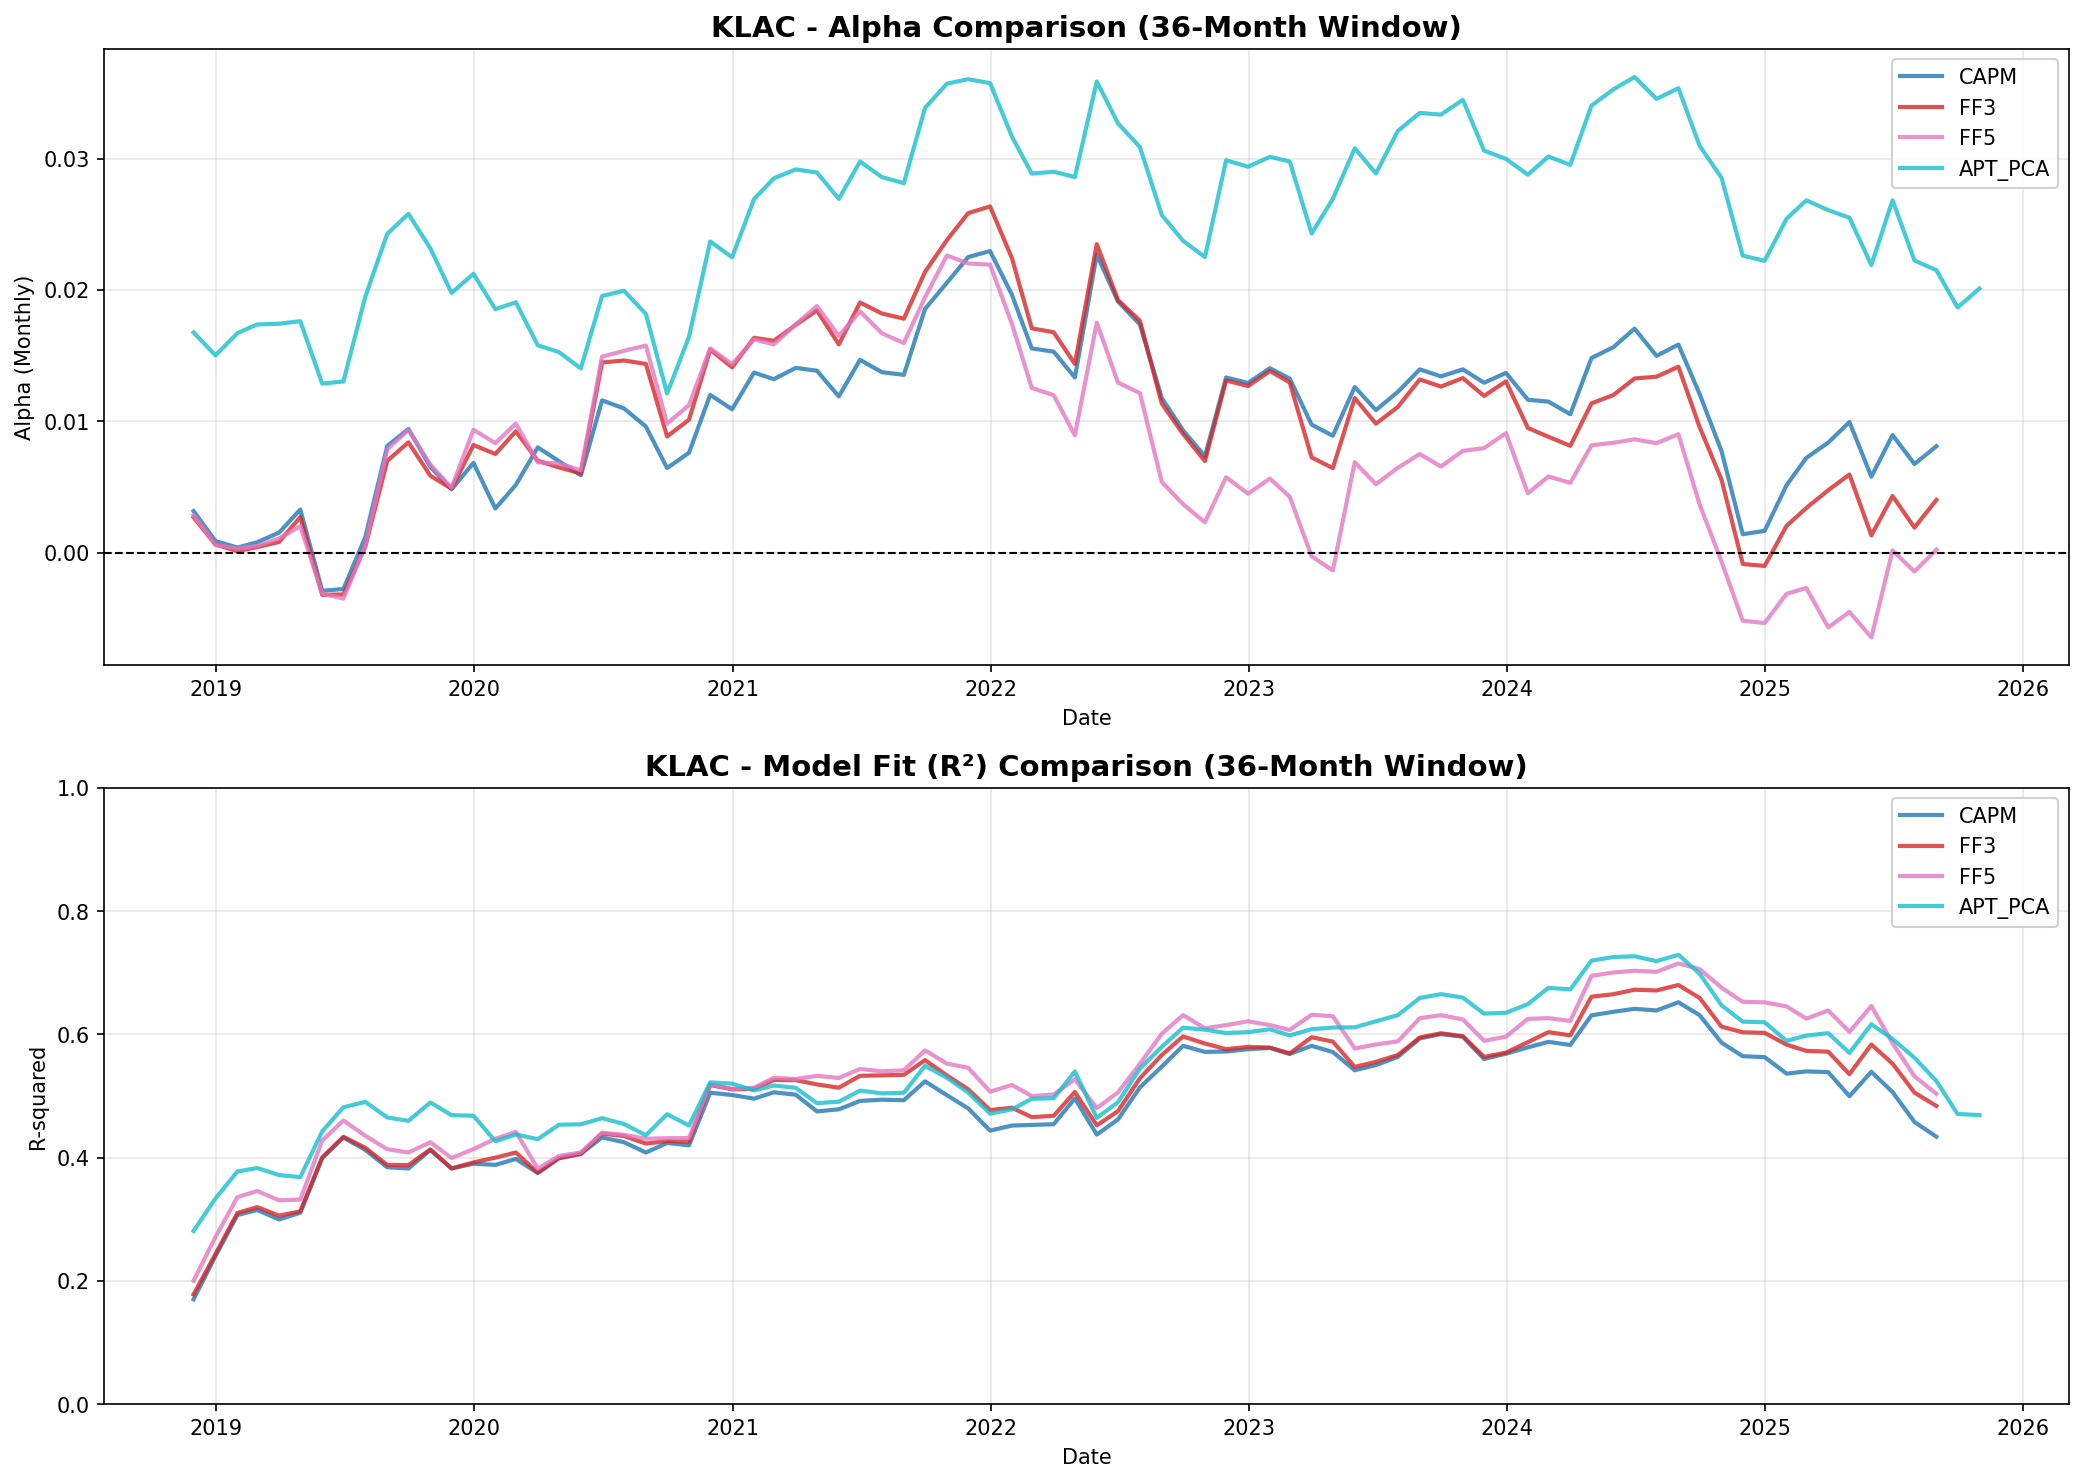 KLAC - Alpha Comparison (36-Month Window)
CAPM
FF3
FF5
APT_PCA
Alpha (Monthly)
0.03
0.02
0.01
0.00
2019 2020 2021 2022 2023 2024 2025 2026
Date
KLAC - Model Fit (R²) Comparison (36-Month Window)
CAPM
FF3
FF5
APT_PCA
R-squared
1.0
0.8
0.6
0.4
0.2
0.0
2019 2020 2021 2022 2023 2024 2025 2026
Date